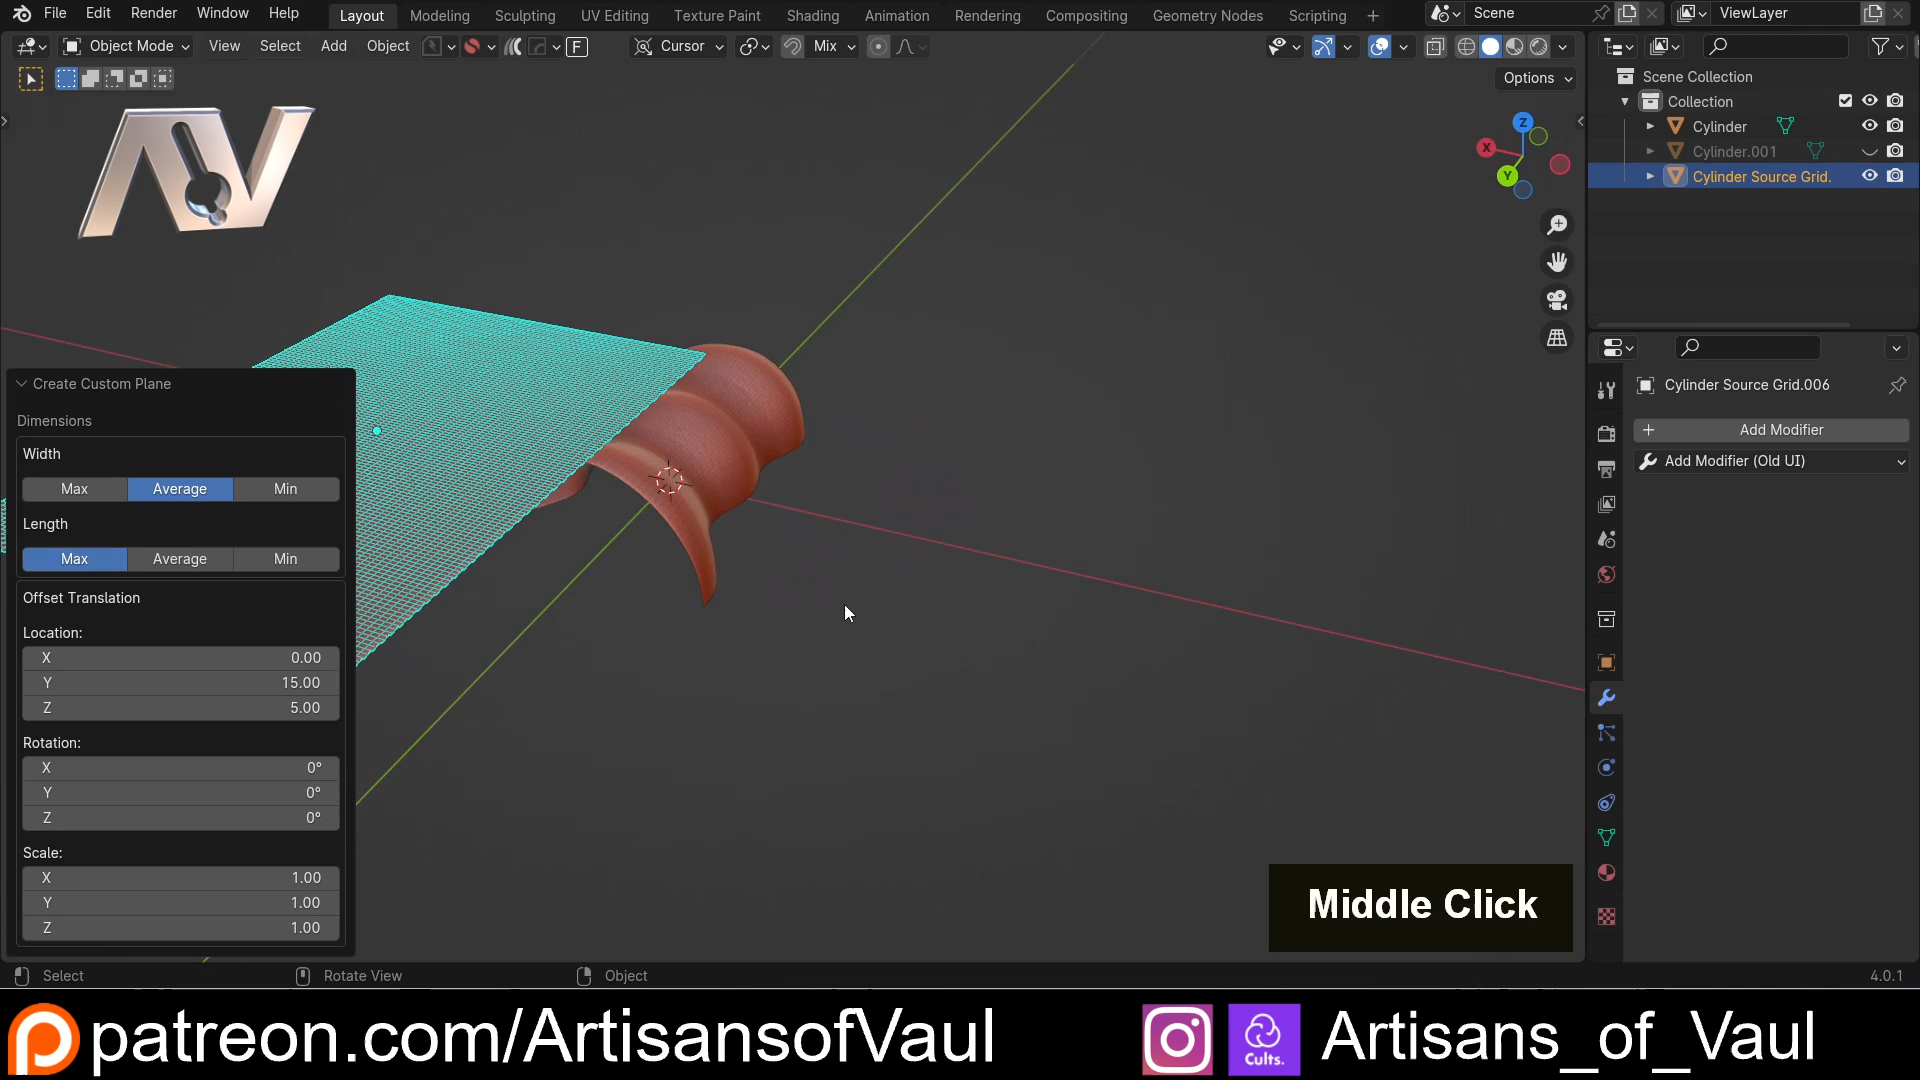 File Edit Render Window Help Layout Modeling Sculpting UV Editing Texture Paint Shading Animation Rendering Compositing Geometry Nodes Scripting + Scene ViewLayer
Object Mode View Select Add Object F Cursor Mix
Options
AV
Scene Collection
Collection
Cylinder
Cylinder.001
Cylinder Source Grid.
Z
X
Y
Create Custom Plane
Dimensions
Width
Max Average Min
Length
Max Average Min
Offset Translation
Location:
X 0.00
Y 15.00
Z 5.00
Rotation:
X 0°
Y 0°
Z 0°
Scale:
X 1.00
Y 1.00
Z 1.00
Cylinder Source Grid.006
+ Add Modifier
Add Modifier (Old UI)
Middle Click
Select Rotate View Object 4.0.1
patreon.com/ArtisansofVaul Cults. Artisans_of_Vaul